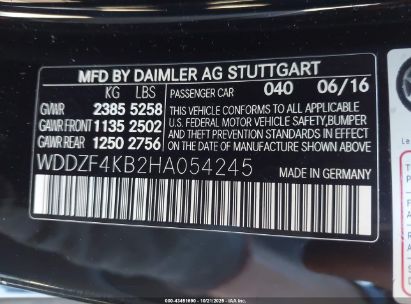 MFD BY DAIMLER AG STUTTGART
KG LBS PASSENGER CAR 040 06/16
GVWR 2385 5258 THIS VEHICLE CONFORMS TO ALL APPLICABLE
GAWR FRONT 1135 2502 U.S. FEDERAL MOTOR VEHICLE SAFETY,BUMPER
GAWR REAR 1250 2756 AND THEFT PREVENTION STANDARDS IN EFFECT
ON THE DATE OF MANUFACTURE SHOWN ABOVE
WDDZF4KB2HA054245 MADE IN GERMANY